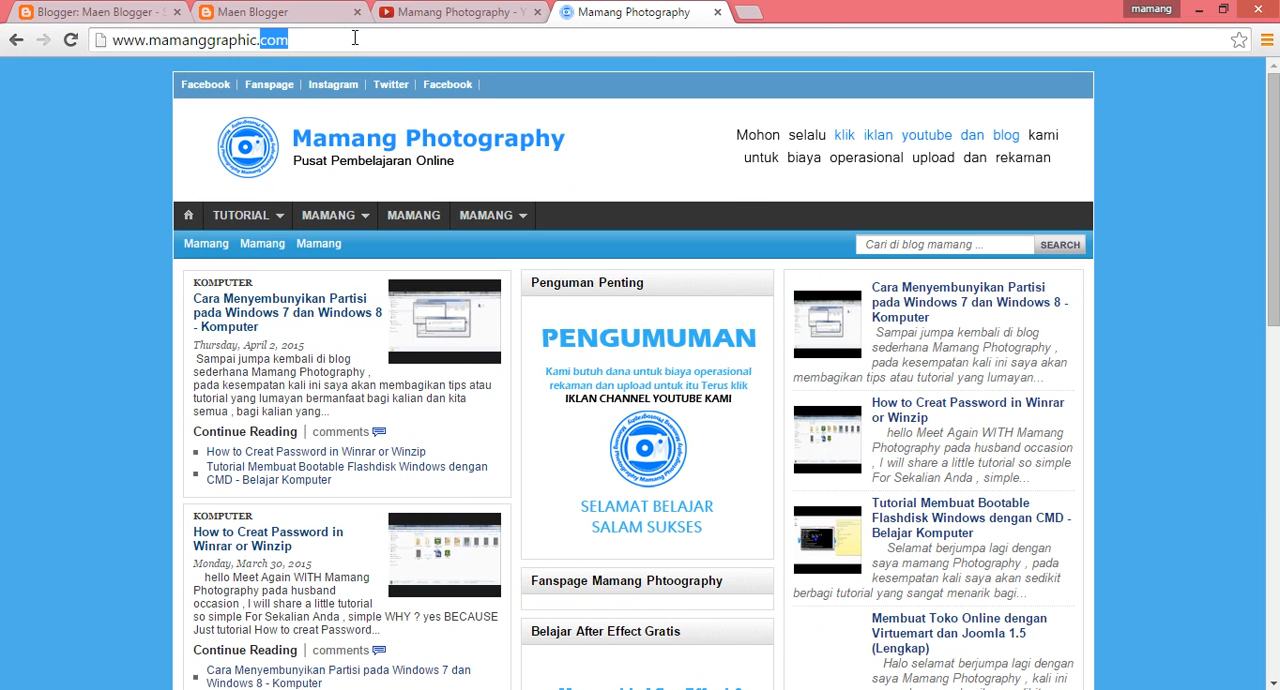 Blogger: Maen Blogger - S
Maen Blogger
Mamang Photography - Y
Mamang Photography
mamang
www.mamanggraphic.com
Facebook | Fanspage | Instagram | Twitter | Facebook |
Mamang Photography
Pusat Pembelajaran Online
Mohon selalu klik iklan youtube dan blog kami
untuk biaya operasional upload dan rekaman
TUTORIAL MAMANG MAMANG MAMANG
Mamang Mamang Mamang
Cari di blog mamang ...
SEARCH
KOMPUTER
Cara Menyembunyikan Partisi
pada Windows 7 dan Windows 8
- Komputer
Thursday, April 2, 2015
Sampai jumpa kembali di blog
sederhana Mamang Photography ,
pada kesempatan kali ini saya akan membagikan tips atau
tutorial yang lumayan bermanfaat bagi kalian dan kita
semua , bagi kalian yang...
Continue Reading | comments
How to Creat Password in Winrar or Winzip
Tutorial Membuat Bootable Flashdisk Windows dengan
CMD - Belajar Komputer
KOMPUTER
How to Creat Password in
Winrar or Winzip
Monday, March 30, 2015
hello Meet Again WITH Mamang
Photography pada husband
occasion , I will share a little tutorial
so simple For Sekalian Anda , simple WHY ? yes BECAUSE
Just tutorial How to creat Password...
Continue Reading | comments
Cara Menyembunyikan Partisi pada Windows 7 dan
Windows 8 - Komputer
Penguman Penting
PENGUMUMAN
Kami butuh dana untuk biaya operasional
rekaman dan upload untuk itu Terus klik
IKLAN CHANNEL YOUTUBE KAMI
SELAMAT BELAJAR
SALAM SUKSES
Fanspage Mamang Phtoography
Belajar After Effect Gratis
Cara Menyembunyikan Partisi
pada Windows 7 dan Windows 8 -
Komputer
Sampai jumpa kembali di blog
sederhana Mamang Photography ,
pada kesempatan kali ini saya akan
membagikan tips atau tutorial yang lumayan...
How to Creat Password in Winrar
or Winzip
hello Meet Again WITH Mamang
Photography pada husband occasion
, I will share a little tutorial so simple
For Sekalian Anda , simple...
Tutorial Membuat Bootable
Flashdisk Windows dengan CMD -
Belajar Komputer
Selamat berjumpa lagi dengan
saya mamang Photography , pada
kesempatan kali ini saya akan sedikit
berbagi tutorial yang sangat menarik bagi...
Membuat Toko Online dengan
Virtuemart dan Joomla 1.5
(Lengkap)
Halo selamat berjumpa lagi dengan
saya Mamang Photography , kali ini